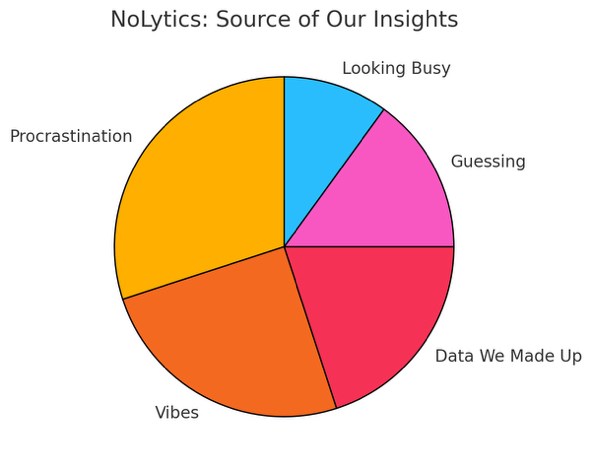 NoLytics: Source of Our Insights
Looking Busy
Procrastination
Guessing
Data We Made Up
Vibes